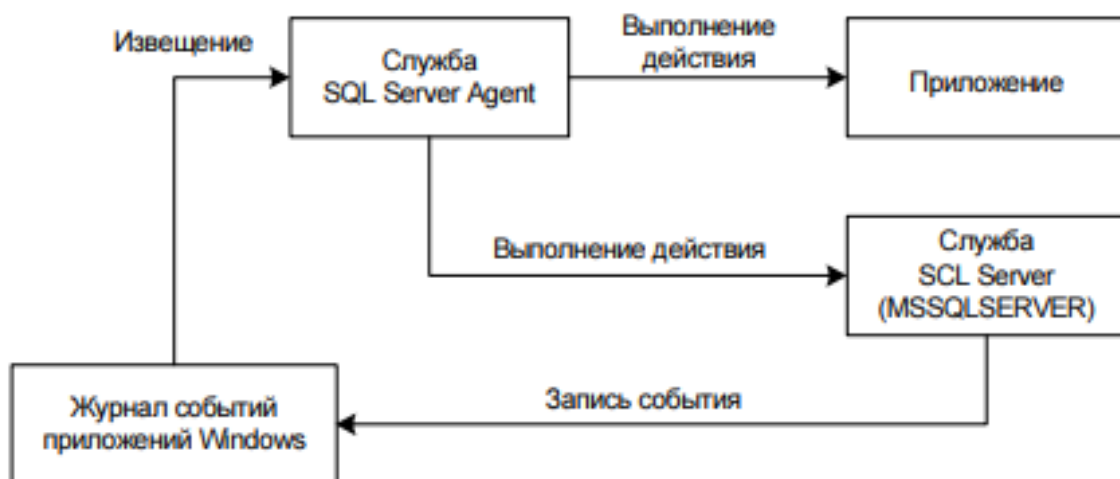 Извещение
Служба
SQL Server Agent
Выполнение
действия
Приложение
Выполнение действия
Служба
SCL Server
(MSSQLSERVER)
Запись события
Журнал событий
приложений Windows